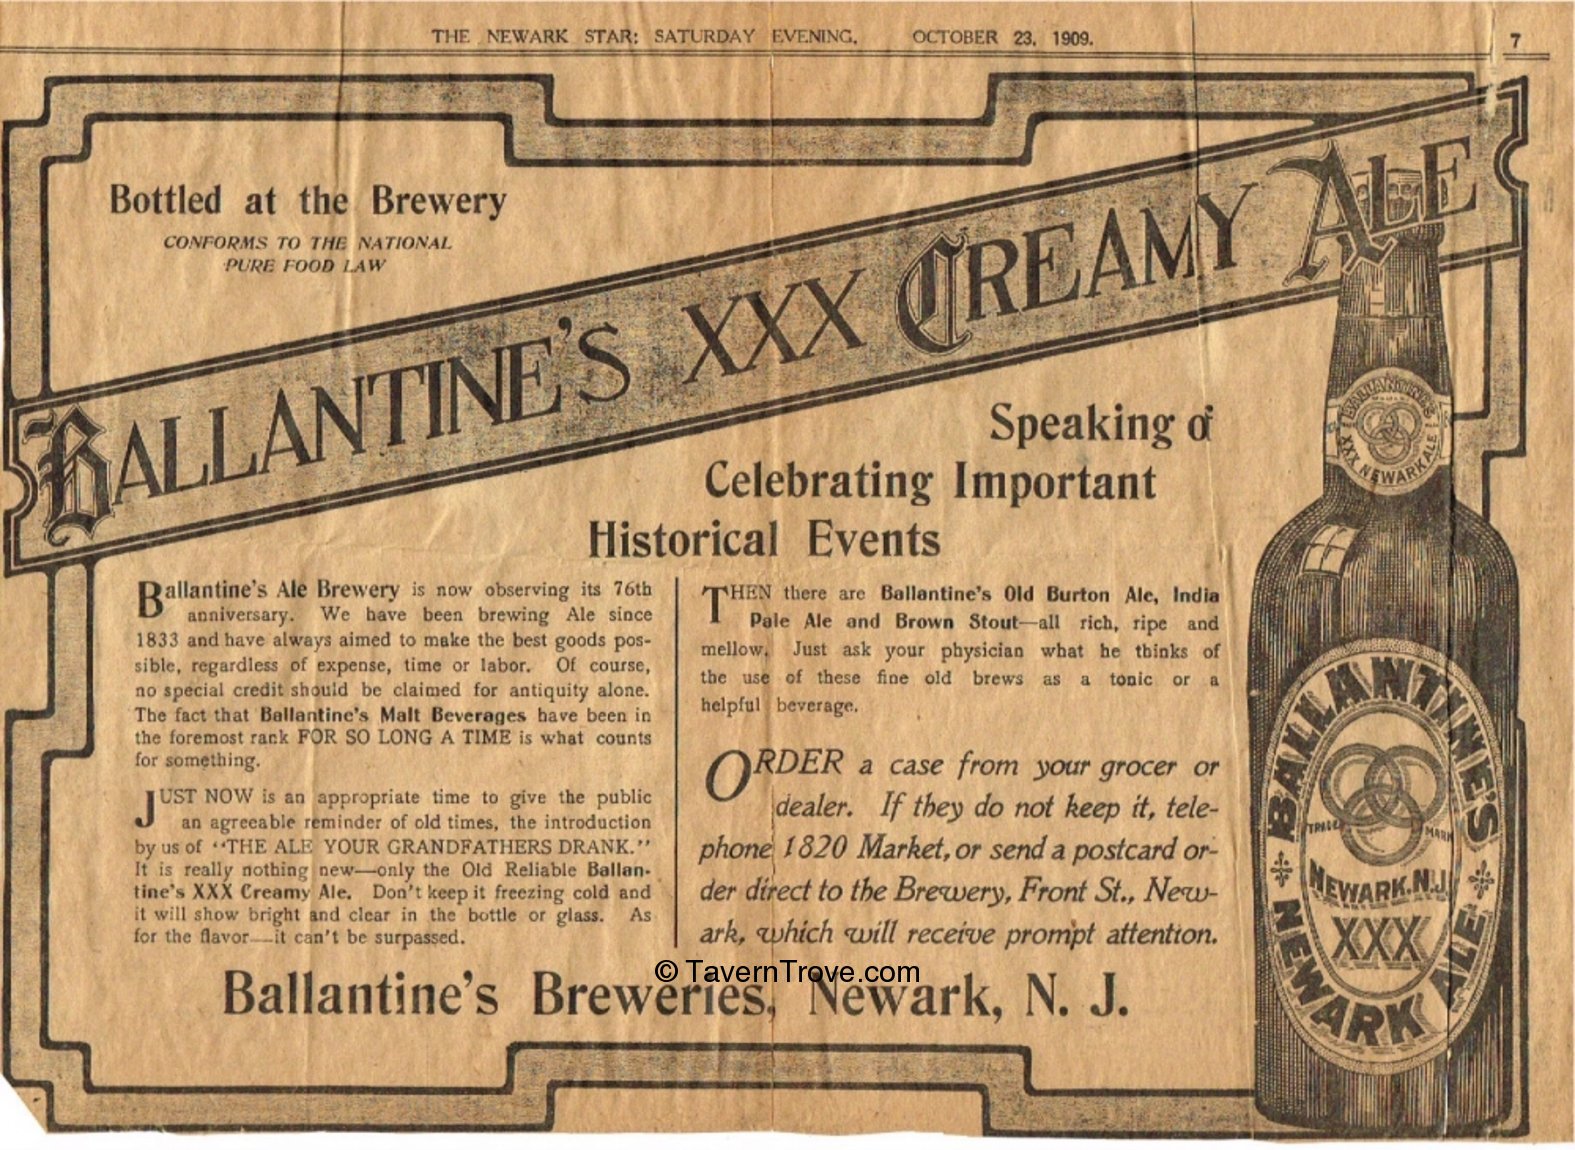 THE NEWARK STAR: SATURDAY EVENING, OCTOBER 23, 1909.
7
Bottled at the Brewery
CONFORMS TO THE NATIONAL
PURE FOOD LAW
BALLANTINE'S XXX CREAMY ALE
Speaking of
Celebrating Important
Historical Events
Ballantine's Ale Brewery is now observing its 76th
anniversary. We have been brewing Ale since
1833 and have always aimed to make the best goods pos-
sible, regardless of expense, time or labor. Of course,
no special credit should be claimed for antiquity alone.
The fact that Ballantine's Malt Beverages have been in
the foremost rank FOR SO LONG A TIME is what counts
for something.
JUST NOW is an appropriate time to give the public
an agreeable reminder of old times, the introduction
by us of "THE ALE YOUR GRANDFATHERS DRANK."
It is really nothing new—only the Old Reliable Ballan-
tine's XXX Creamy Ale. Don't keep it freezing cold and
it will show bright and clear in the bottle or glass. As
for the flavor—it can't be surpassed.
THEN there are Ballantine's Old Burton Ale, India
Pale Ale and Brown Stout—all rich, ripe and
mellow. Just ask your physician what he thinks of
the use of these fine old brews as a tonic or a
helpful beverage.
ORDER a case from your grocer or
dealer. If they do not keep it, tele-
phone 1820 Market, or send a postcard or-
der direct to the Brewery, Front St., New-
ark, which will receive prompt attention.
© TavernTrove.com
Ballantine's Breweries, Newark, N. J.
BALLANTINE'S
XXX NEWARK ALE
BALLANTINE'S
TRADE MARK
NEWARK, N.J.
XXX
NEWARK ALE